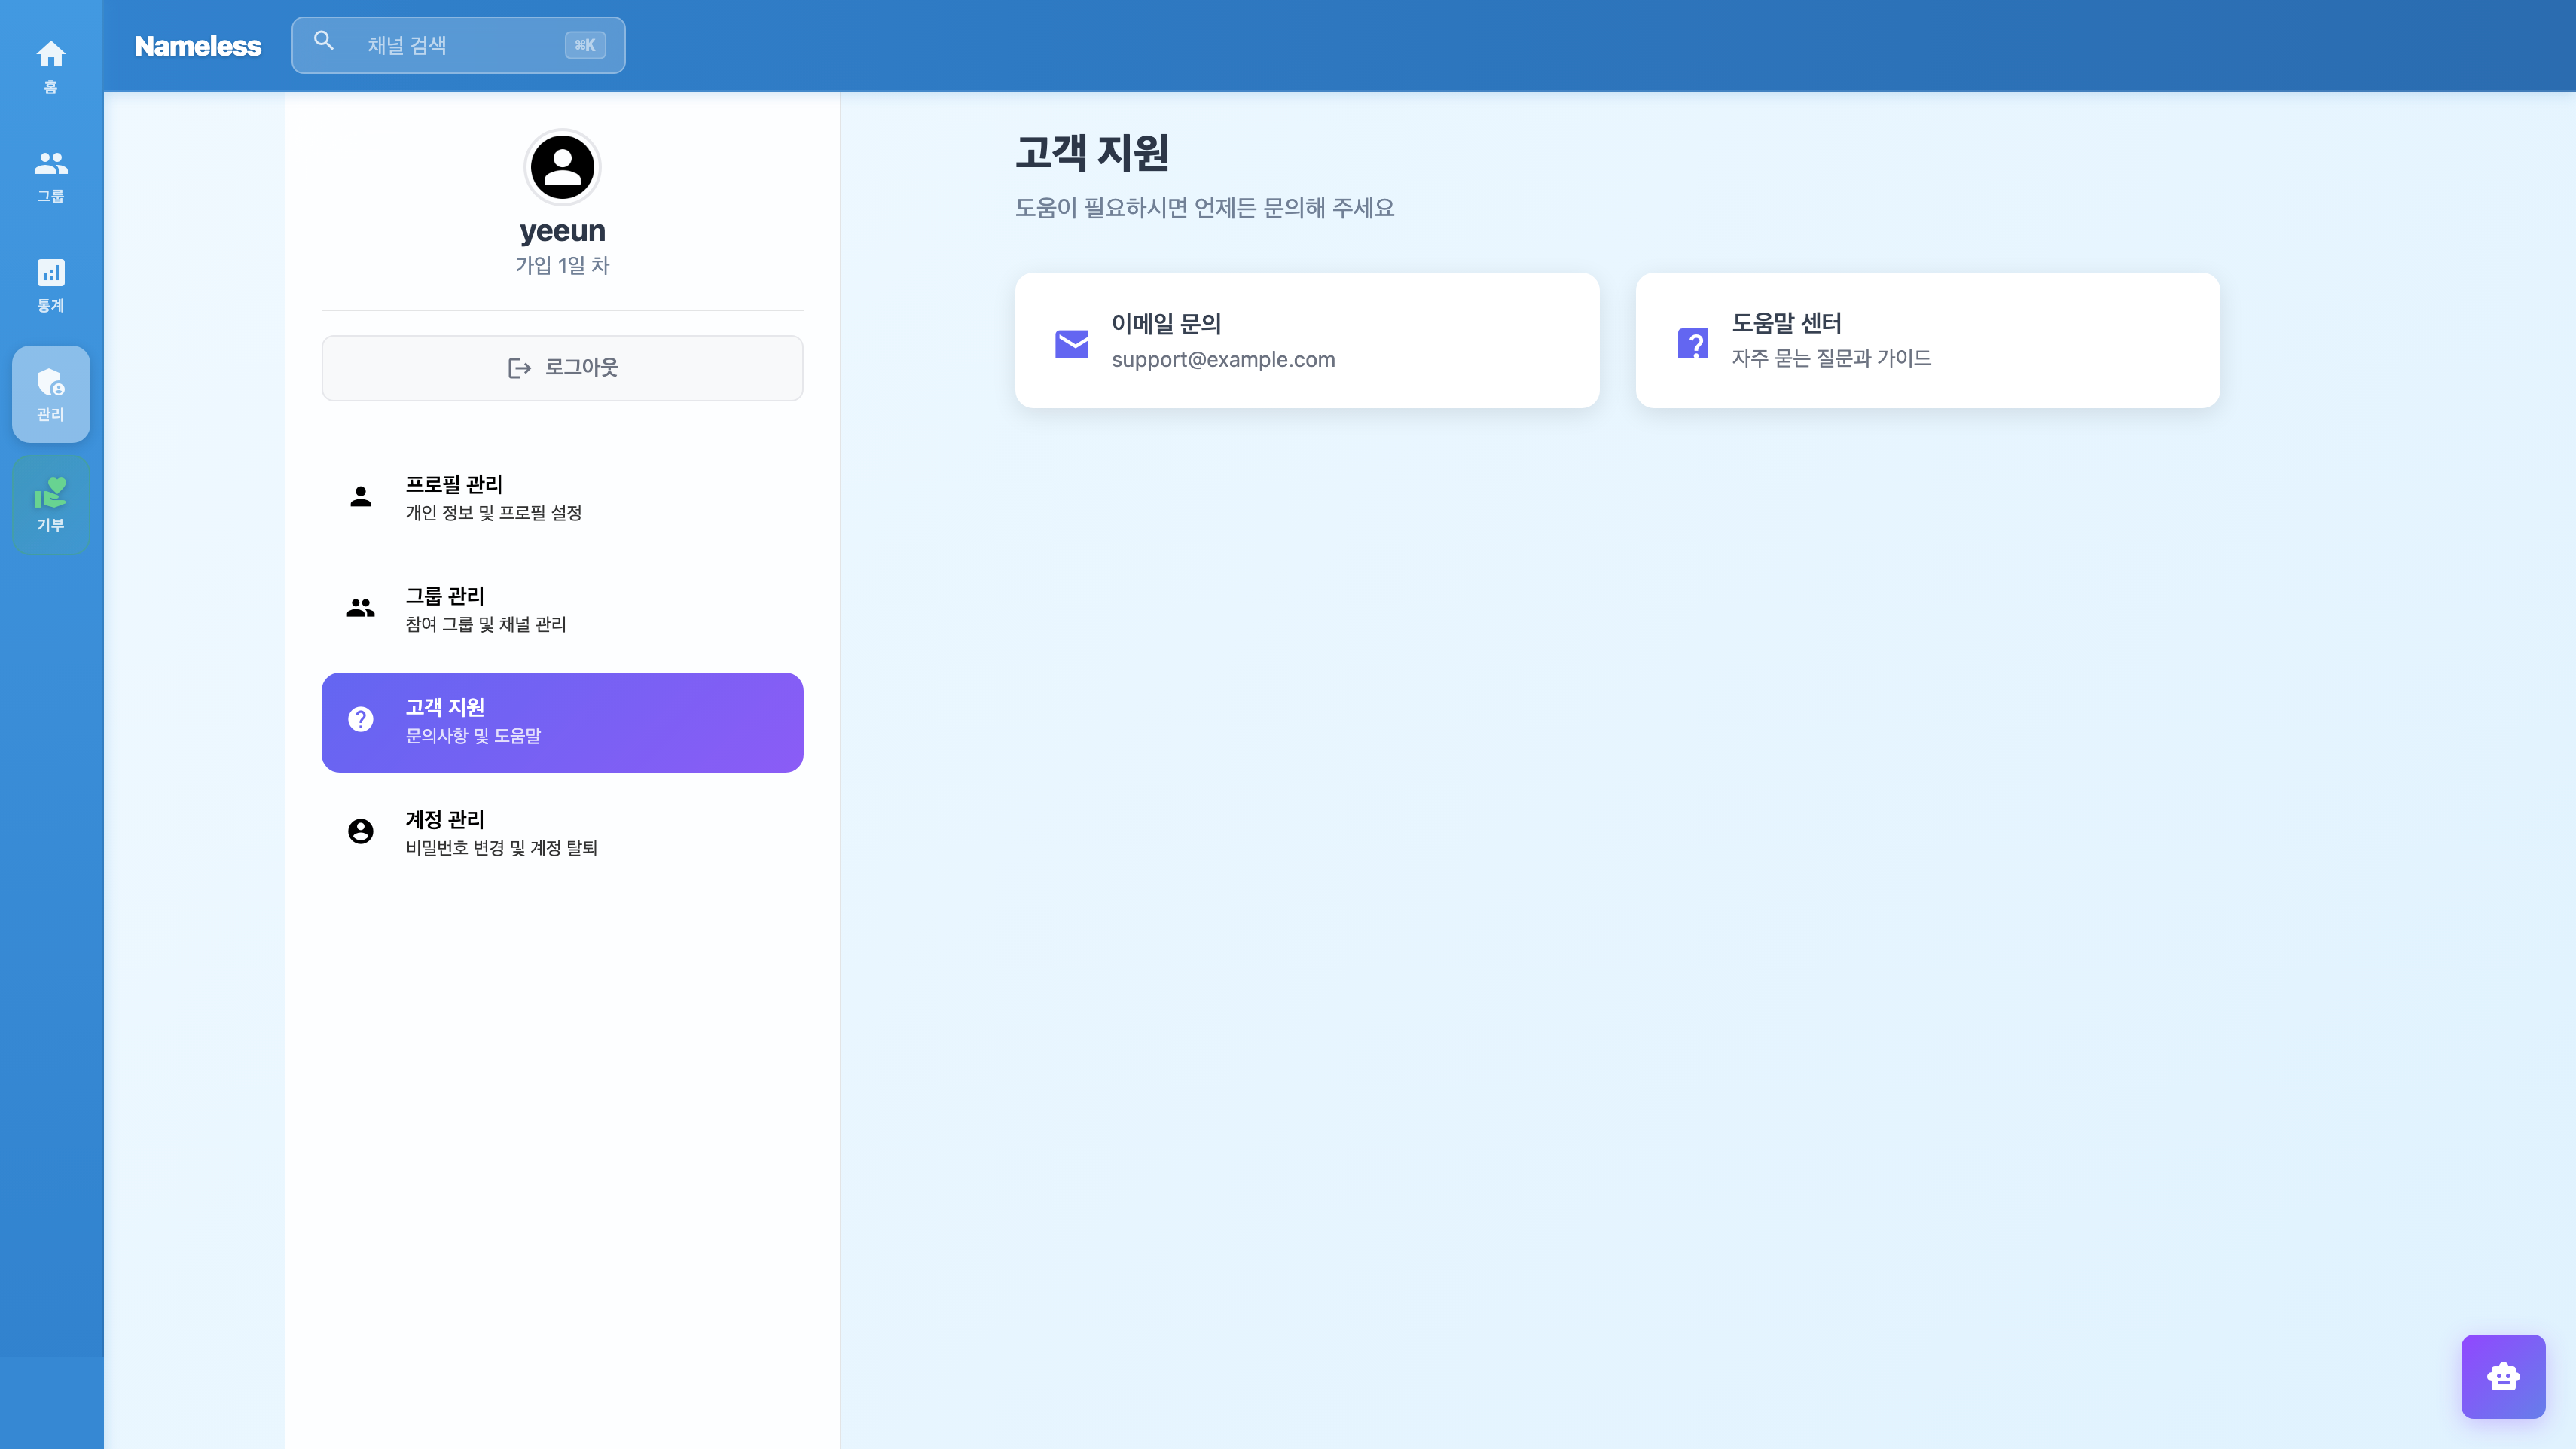 Nameless
채널 검색
⌘K
홈
그룹
통계
관리
기부
yeeun
가입 1일 차
로그아웃
프로필 관리
개인 정보 및 프로필 설정
그룹 관리
참여 그룹 및 채널 관리
고객 지원
문의사항 및 도움말
계정 관리
비밀번호 변경 및 계정 탈퇴
고객 지원
도움이 필요하시면 언제든 문의해 주세요
이메일 문의
support@example.com
도움말 센터
자주 묻는 질문과 가이드